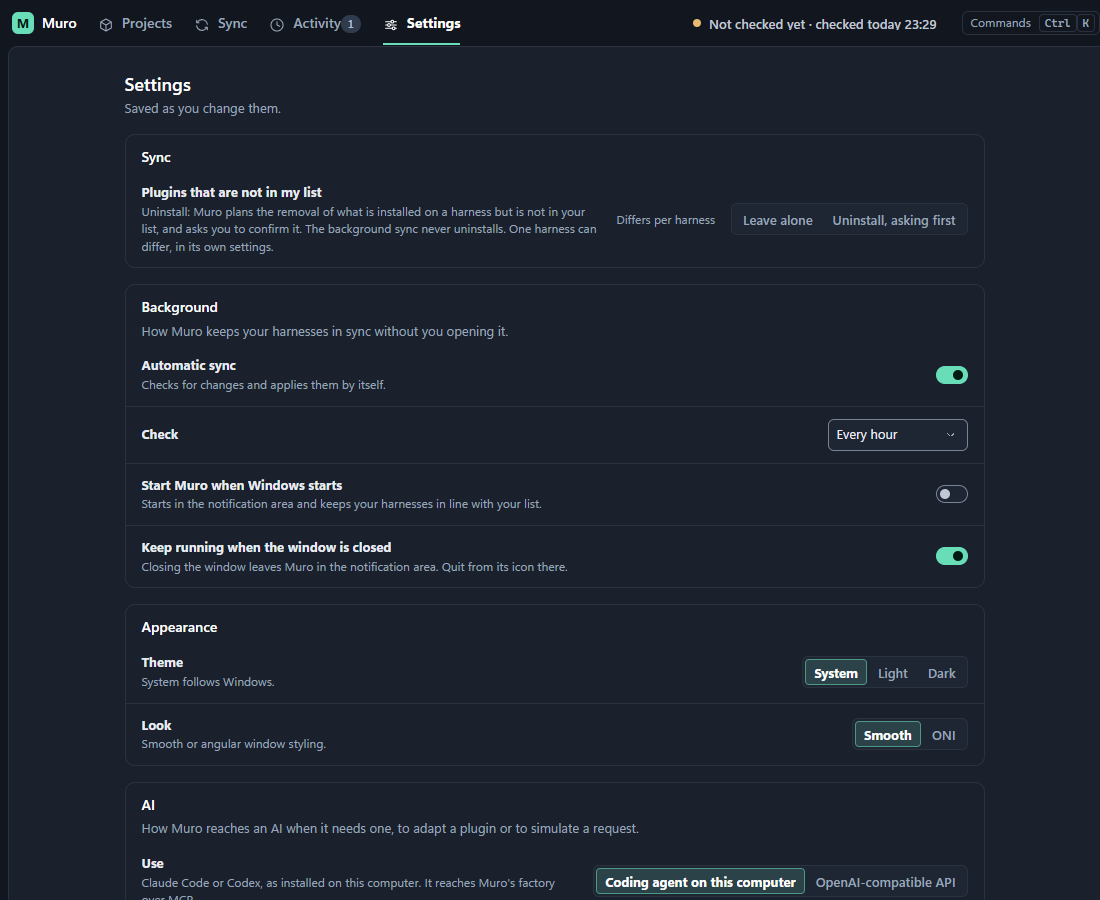 M Muro Projects Sync Activity 1 Settings Not checked yet · checked today 23:29 Commands Ctrl K
Settings
Saved as you change them.
Sync
Plugins that are not in my list
Uninstall: Muro plans the removal of what is installed on a harness but is not in your
list, and asks you to confirm it. The background sync never uninstalls. One harness can
differ, in its own settings.
Differs per harness Leave alone Uninstall, asking first
Background
How Muro keeps your harnesses in sync without you opening it.
Automatic sync
Checks for changes and applies them by itself.
Check
Every hour
Start Muro when Windows starts
Starts in the notification area and keeps your harnesses in line with your list.
Keep running when the window is closed
Closing the window leaves Muro in the notification area. Quit from its icon there.
Appearance
Theme
System follows Windows.
System Light Dark
Look
Smooth or angular window styling.
Smooth ONI
AI
How Muro reaches an AI when it needs one, to adapt a plugin or to simulate a request.
Use
Claude Code or Codex, as installed on this computer. It reaches Muro's factory
over MCP.
Coding agent on this computer OpenAI-compatible API